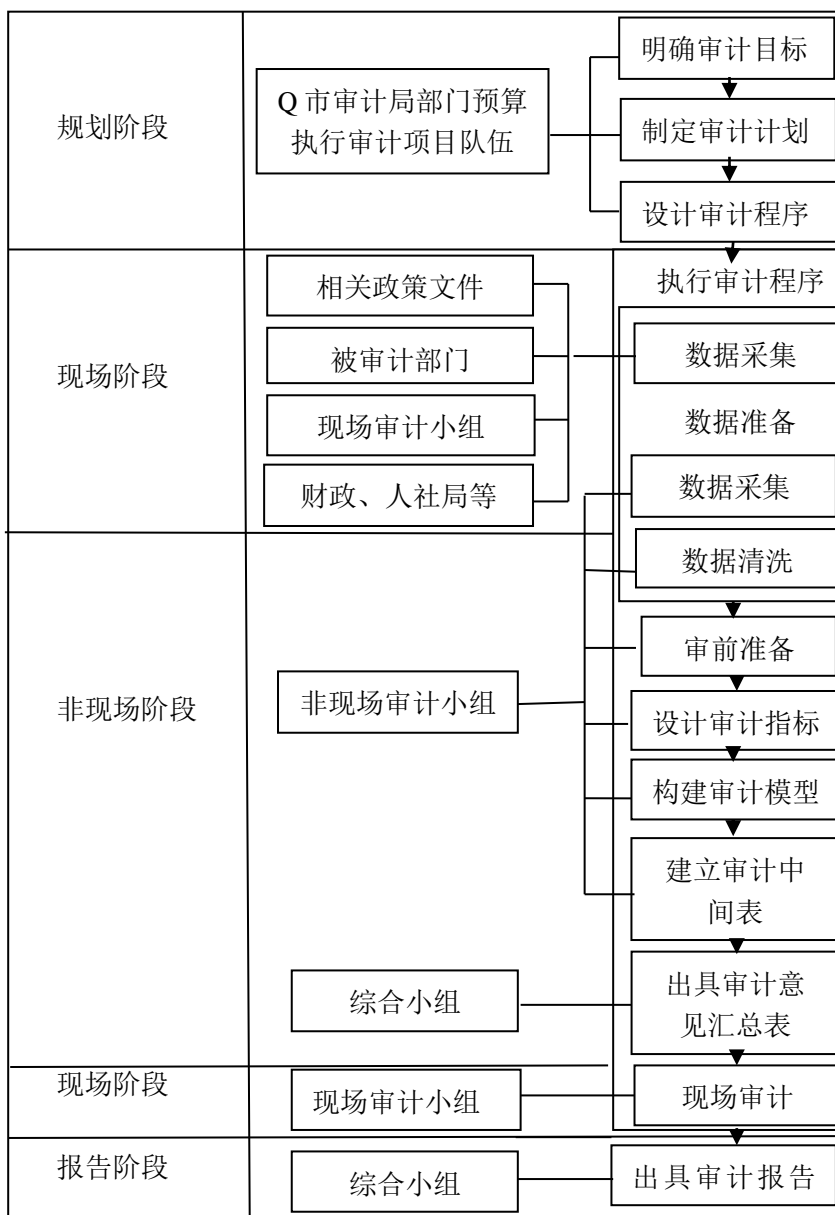 规划阶段
Q 市审计局部门预算
执行审计项目队伍
明确审计目标
制定审计计划
设计审计程序
现场阶段
相关政策文件
被审计部门
现场审计小组
财政、人社局等
执行审计程序
数据采集
数据准备
数据采集
数据清洗
非现场阶段
非现场审计小组
审前准备
设计审计指标
构建审计模型
建立审计中
间表
综合小组
出具审计意
见汇总表
现场阶段
现场审计小组
现场审计
报告阶段
综合小组
出具审计报告